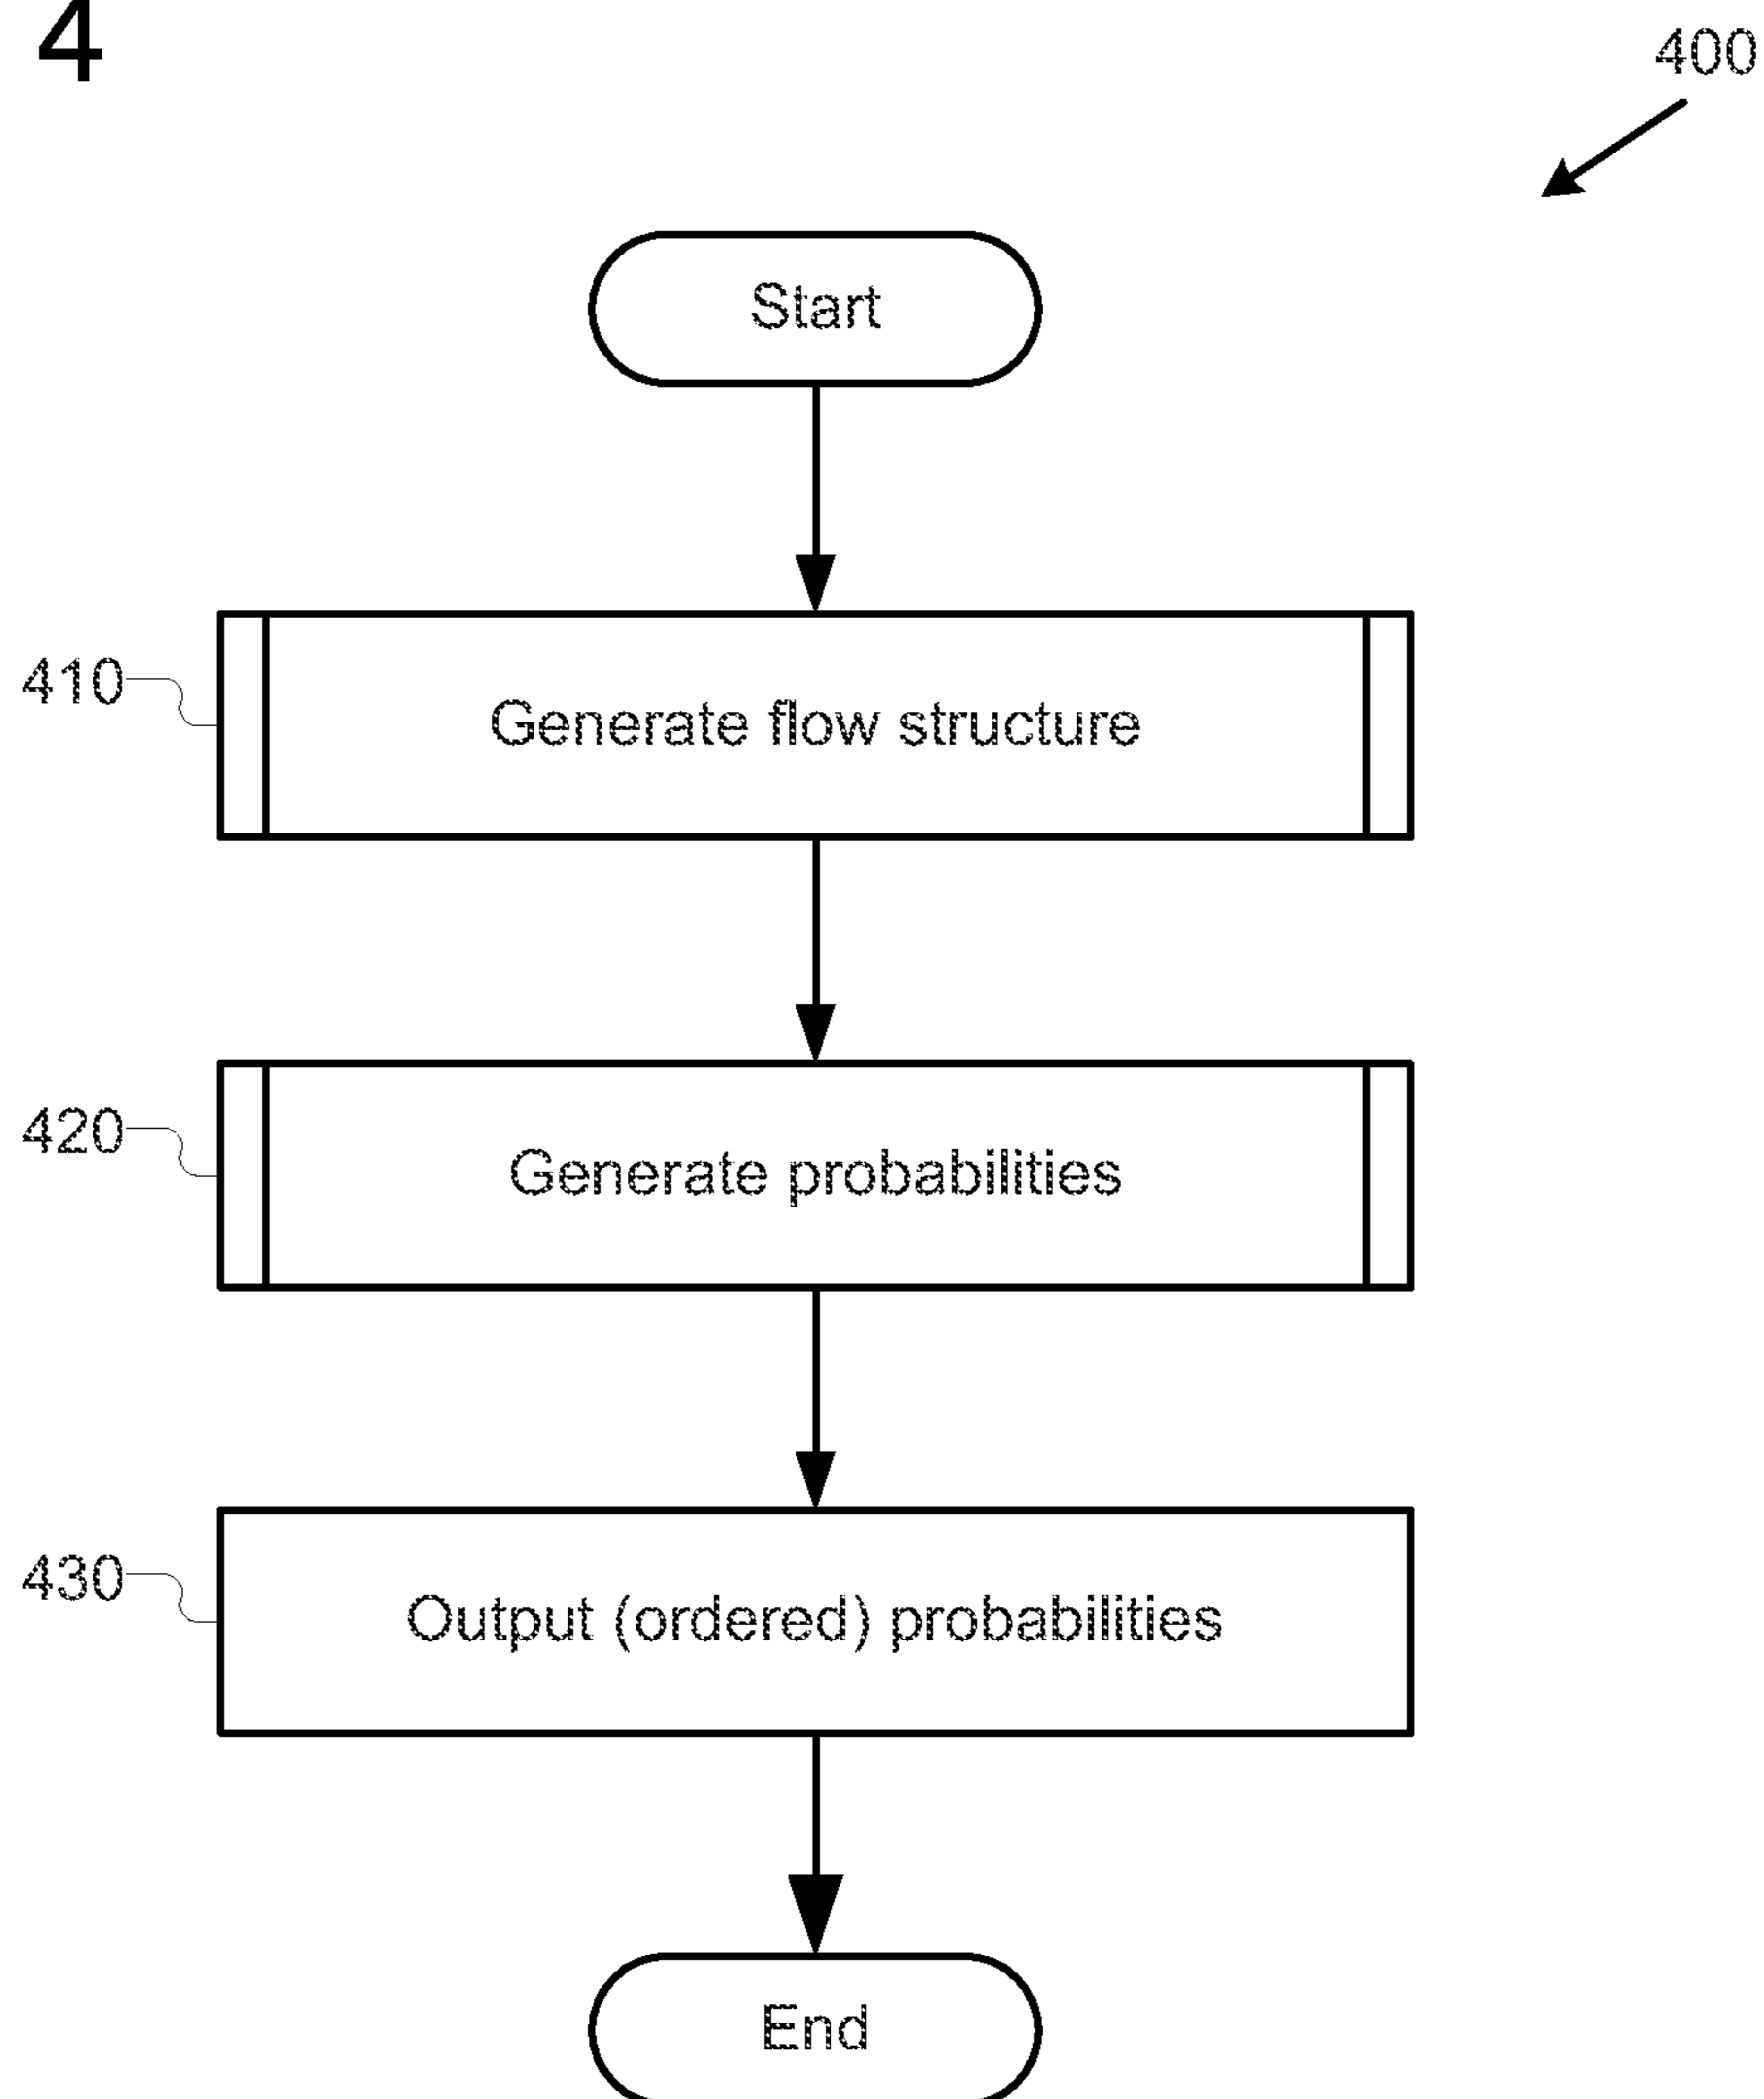 4
400
Start
410
Generate flow structure
420
Generate probabilities
430
Output (ordered) probabilities
End